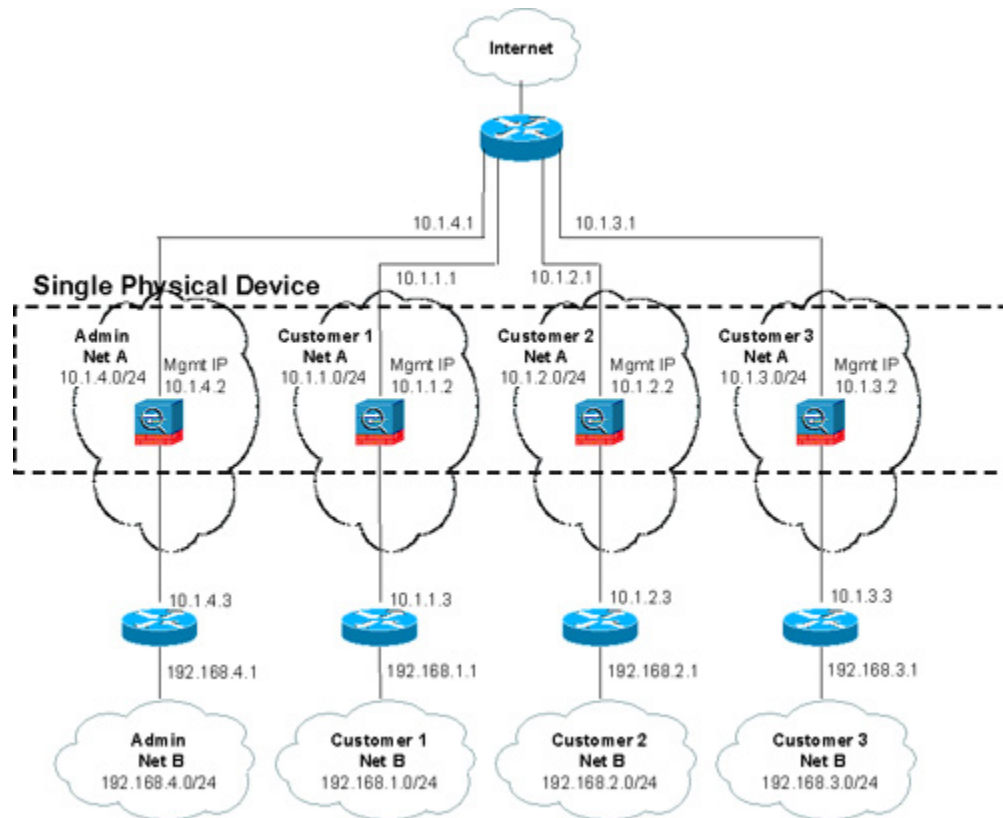 Internet
10.1.4.1
10.1.3.1
10.1.1.1
10.1.2.1
Single Physical Device
Admin
Net A
10.1.4.0/24
Mgmt IP
10.1.4.2
Customer 1
Net A
10.1.1.0/24
Mgmt IP
10.1.1.2
Customer 2
Net A
10.1.2.0/24
Mgmt IP
10.1.2.2
Customer 3
Net A
10.1.3.0/24
Mgmt IP
10.1.3.2
10.1.4.3
10.1.1.3
10.1.2.3
10.1.3.3
192.168.4.1
192.168.1.1
192.168.2.1
192.168.3.1
Admin
Net B
192.168.4.0/24
Customer 1
Net B
192.168.1.0/24
Customer 2
Net B
192.168.2.0/24
Customer 3
Net B
192.168.3.0/24